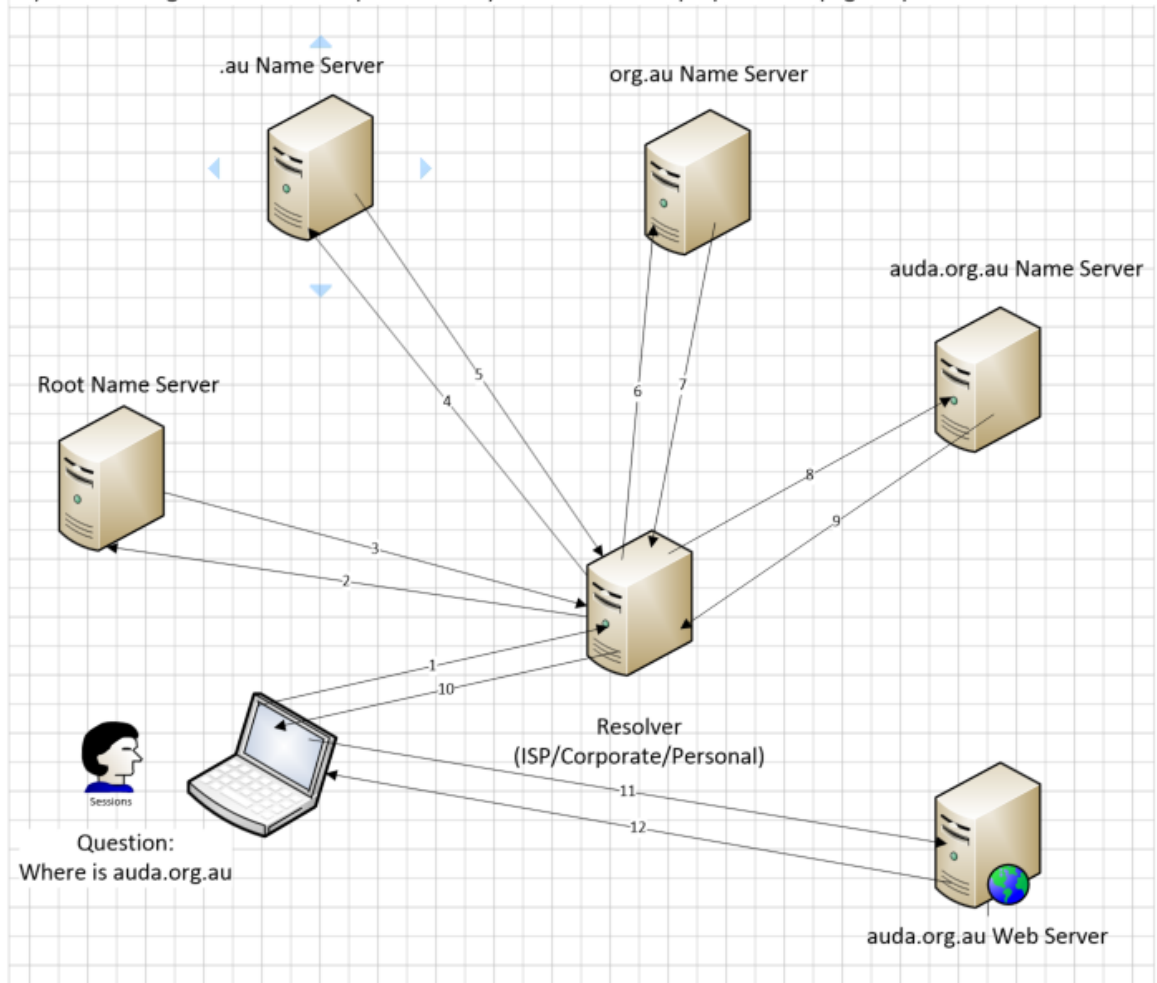 .au Name Server
org.au Name Server
auda.org.au Name Server
Root Name Server
5
4
6
7
8
9
3
2
1
10
Resolver
(ISP/Corporate/Personal)
11
12
Sessions
Question:
Where is auda.org.au
auda.org.au Web Server